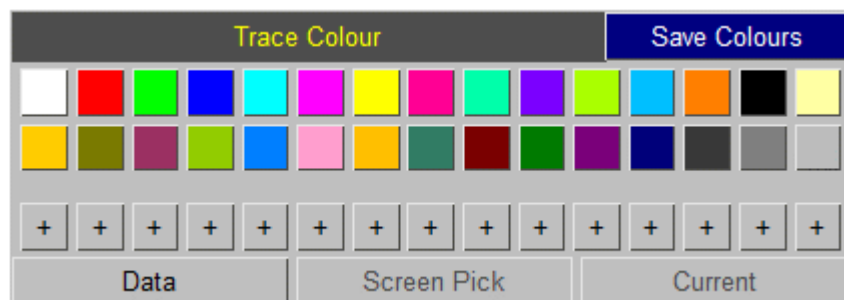 Trace Colour Save Colours
+ + + + + + + + + + + + + + +
Data Screen Pick Current